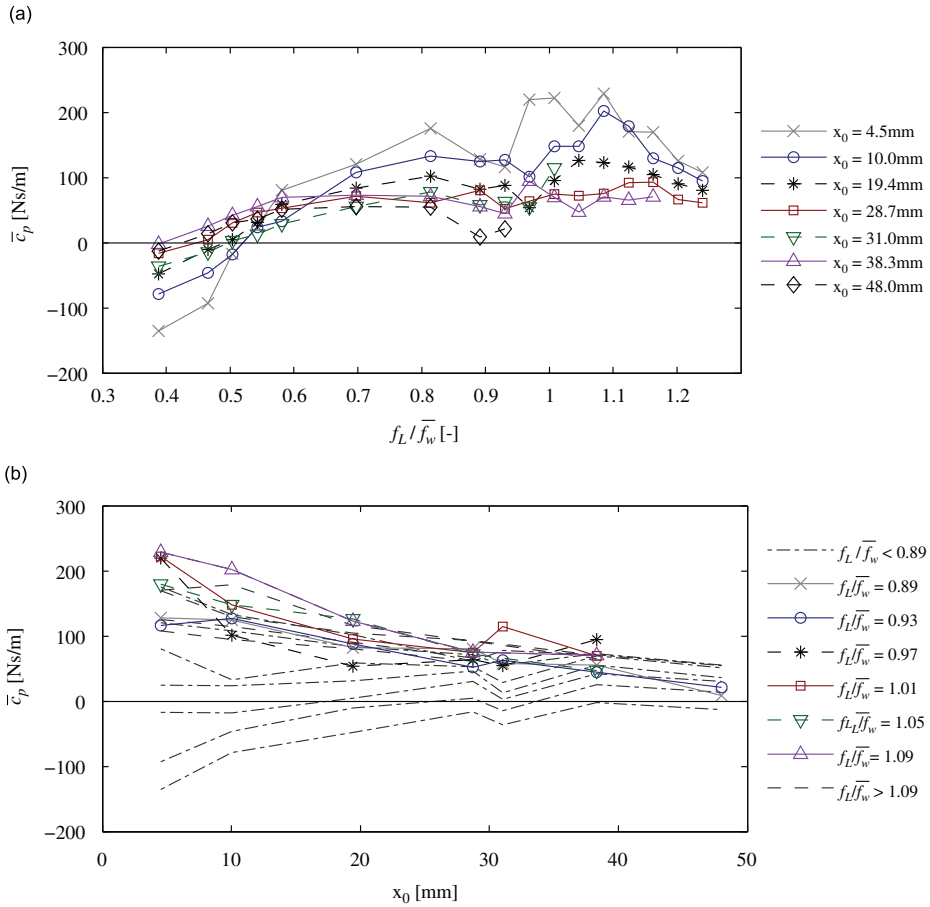 (a)
300
200
100
0
−100
−200
c̅p [Ns/m]
0.3 0.4 0.5 0.6 0.7 0.8 0.9 1 1.1 1.2
fL / f̅w [-]
x0 = 4.5mm
x0 = 10.0mm
x0 = 19.4mm
x0 = 28.7mm
x0 = 31.0mm
x0 = 38.3mm
x0 = 48.0mm
(b)
300
200
100
0
−100
−200
c̅p [Ns/m]
0 10 20 30 40 50
x0 [mm]
fL / f̅w < 0.89
fL/f̅w = 0.89
fL/f̅w = 0.93
fL/f̅w = 0.97
fL/f̅w = 1.01
fLL/f̅w = 1.05
fL/f̅w = 1.09
fL/f̅w > 1.09